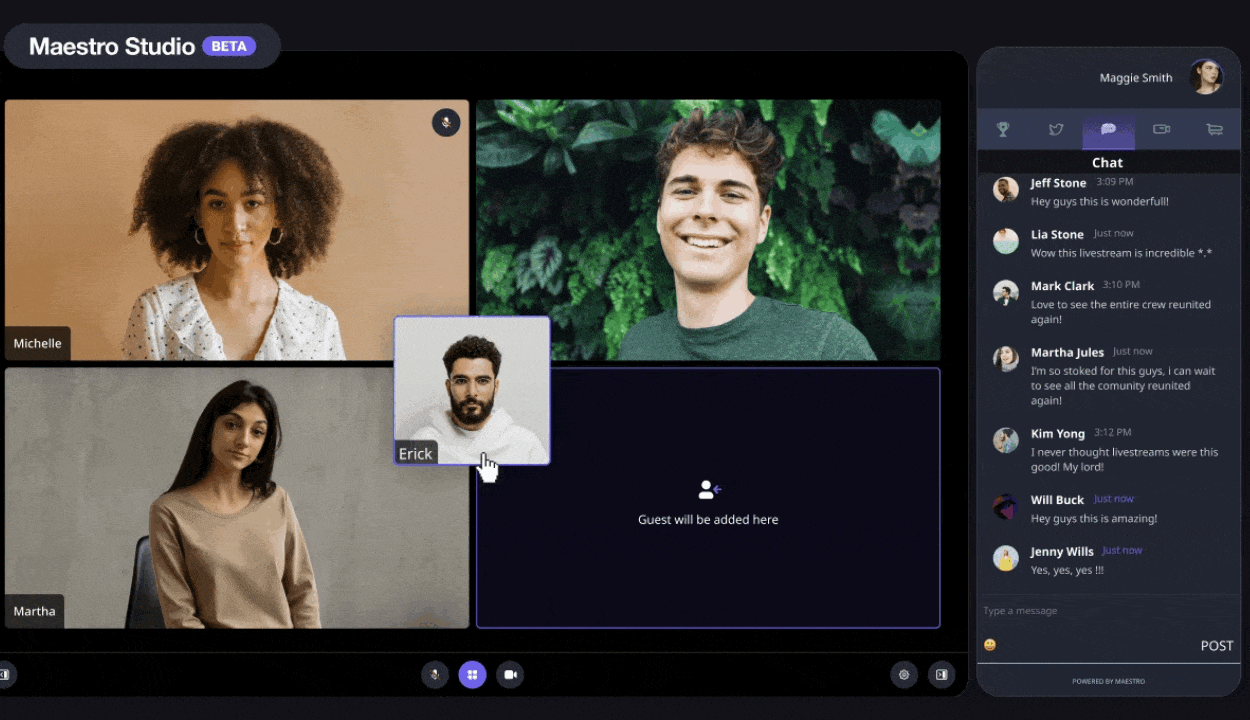 Maestro Studio BETA
Michelle
Erick
Martha
Guest will be added here
Maggie Smith
Chat
Jeff Stone 3:09 PM
Hey guys this is wonderfull!
Lia Stone Just now
Wow this livestream is incredible *.*
Mark Clark 3:10 PM
Love to see the entire crew reunited
again!
Martha Jules Just now
I'm so stoked for this guys, i can wait
to see all the comunity reunited
again!
Kim Yong 3:12 PM
I never thought livestreams were this
good! My lord!
Will Buck Just now
Hey guys this is amazing!
Jenny Wills Just now
Yes, yes, yes !!!
Type a message
POST
POWERED BY MAESTRO